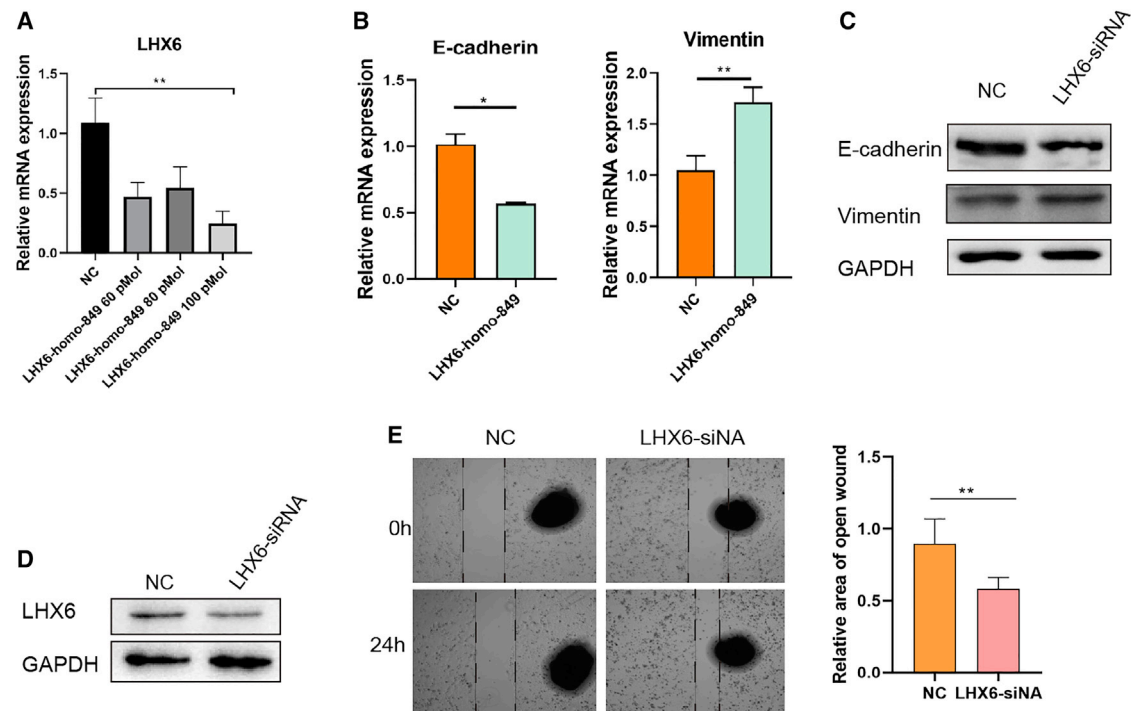 A
LHX6
Relative mRNA expression
1.5
1.0
0.5
0.0
**
NC
LHX6-homo-849 60 pMol
LHX6-homo-849 80 pMol
LHX6-homo-849 100 pMol
B
E-cadherin
Relative mRNA expression
1.5
1.0
0.5
0.0
*
NC
LHX6-homo-849
Vimentin
Relative mRNA expression
2.0
1.5
1.0
0.5
0.0
**
NC
LHX6-homo-849
C
NC
LHX6-siRNA
E-cadherin
Vimentin
GAPDH
D
NC
LHX6-siRNA
LHX6
GAPDH
E
NC
LHX6-siNA
0h
24h
Relative area of open wound
1.5
1.0
0.5
0.0
**
NC
LHX6-siNA